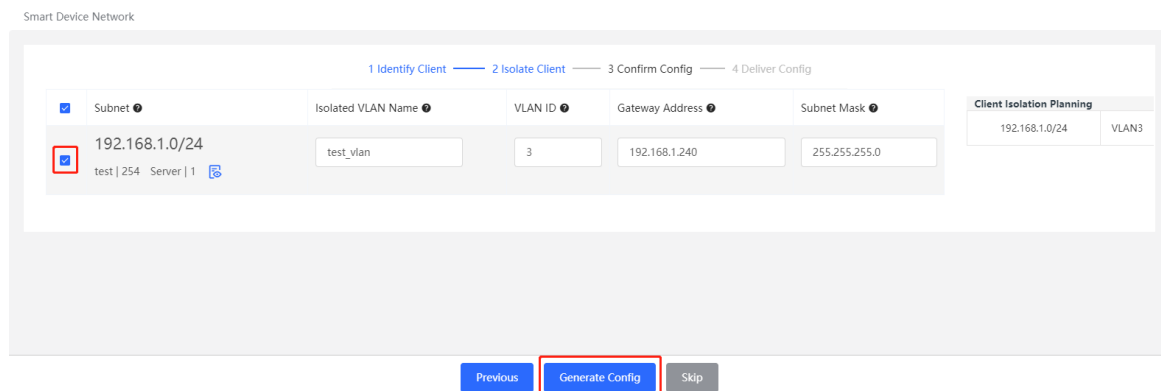 Smart Device Network
1 Identify Client 2 Isolate Client 3 Confirm Config 4 Deliver Config
Subnet Isolated VLAN Name VLAN ID Gateway Address Subnet Mask
192.168.1.0/24
test | 254 Server | 1
test_vlan 3 192.168.1.240 255.255.255.0
Client Isolation Planning
192.168.1.0/24 VLAN3
Previous Generate Config Skip